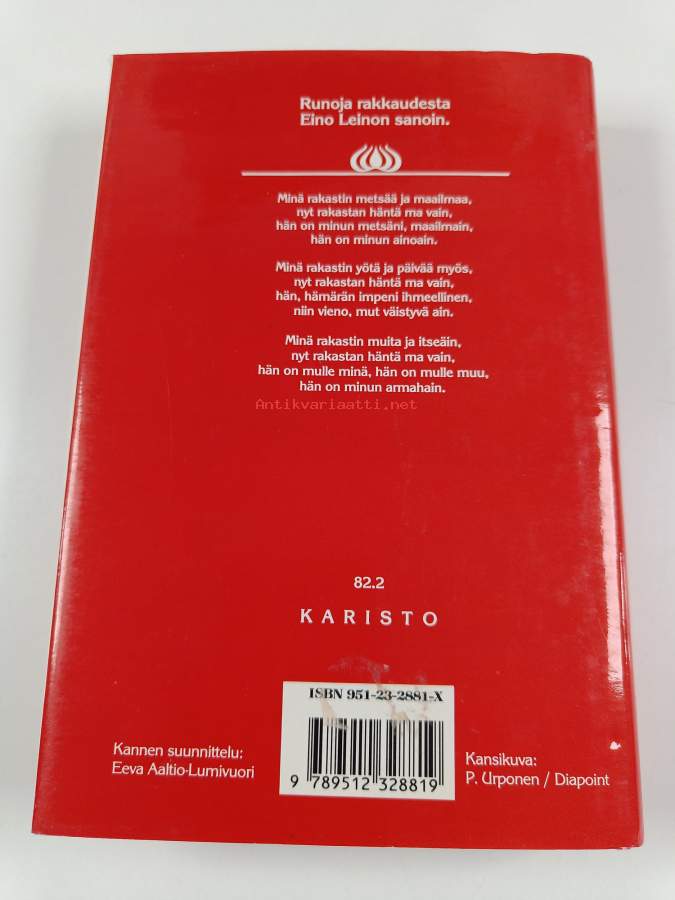 Runoja rakkaudesta
Eino Leinon sanoin.
Minä rakastin metsää ja maailmaa,
nyt rakastan häntä ma vain,
hän on minun metsäni, maailmain,
hän on minun ainoain.
Minä rakastin yötä ja päivää myös,
nyt rakastan häntä ma vain,
hän, hämärän impeni ihmeellinen,
niin vieno, mut väistyvä ain.
Minä rakastin muita ja itseäin,
nyt rakastan häntä ma vain,
hän on mulle minä, hän on mulle muu,
hän on minun armahain.
Antikvariaatti.net
82.2
KARISTO
ISBN 951-23-2881-X
9 789512 328819
Kannen suunnittelu:
Eeva Aaltio-Lumivuori
Kansikuva:
P. Urponen / Diapoint